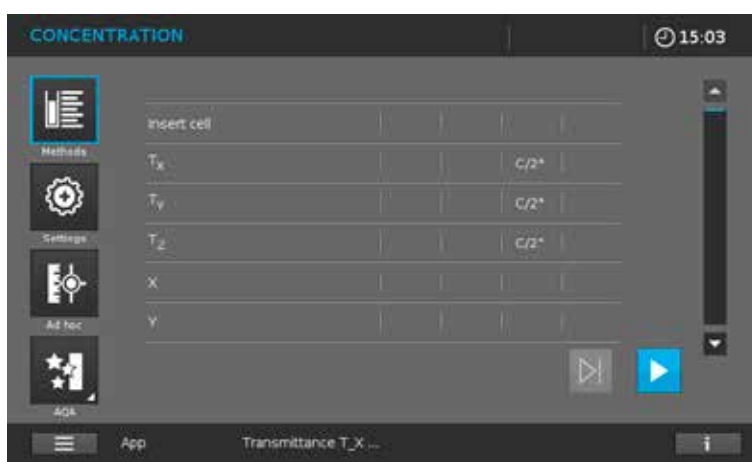 CONCENTRATION 15:03
Methods
Insert cell
Tx C/2*
Settings
Ty C/2*
Tz C/2*
Ad hoc
X
Y
AQA
App Transmittance T_X ... i